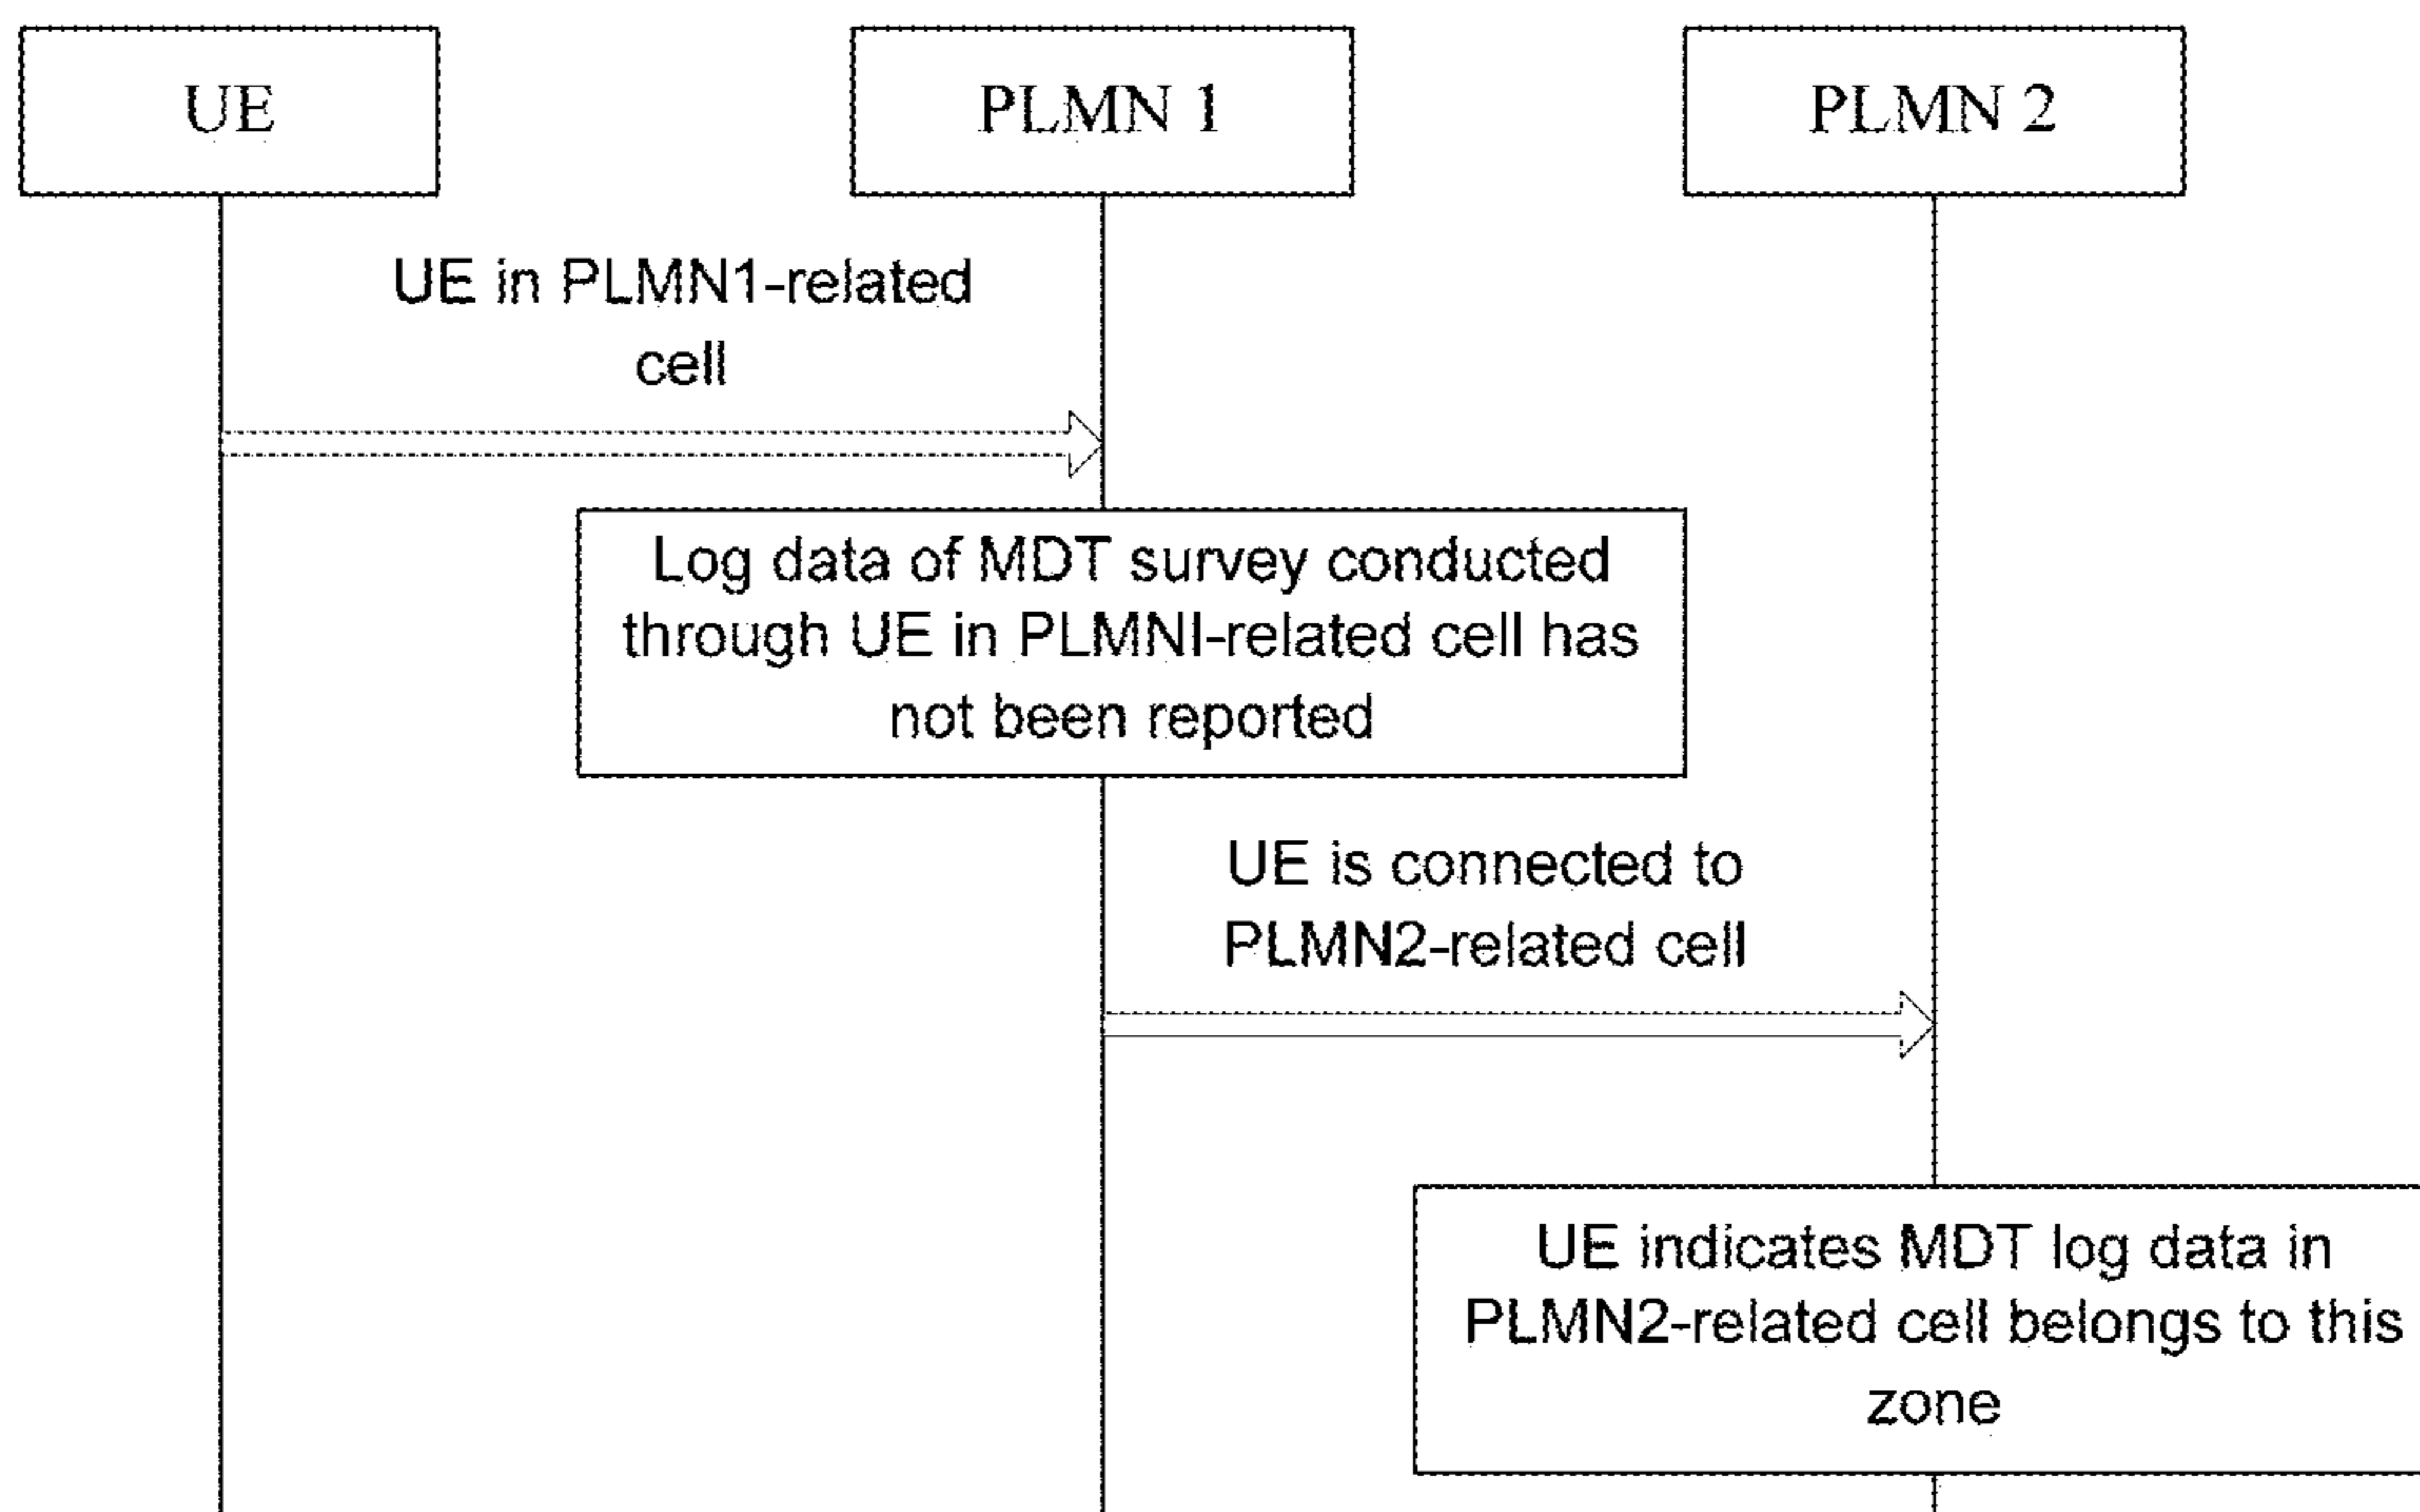 UE
PLMN 1
PLMN 2
UE in PLMN1-related
cell
Log data of MDT survey conducted
through UE in PLMNI-related cell has
not been reported
UE is connected to
PLMN2-related cell
UE indicates MDT log data in
PLMN2-related cell belongs to this
zone